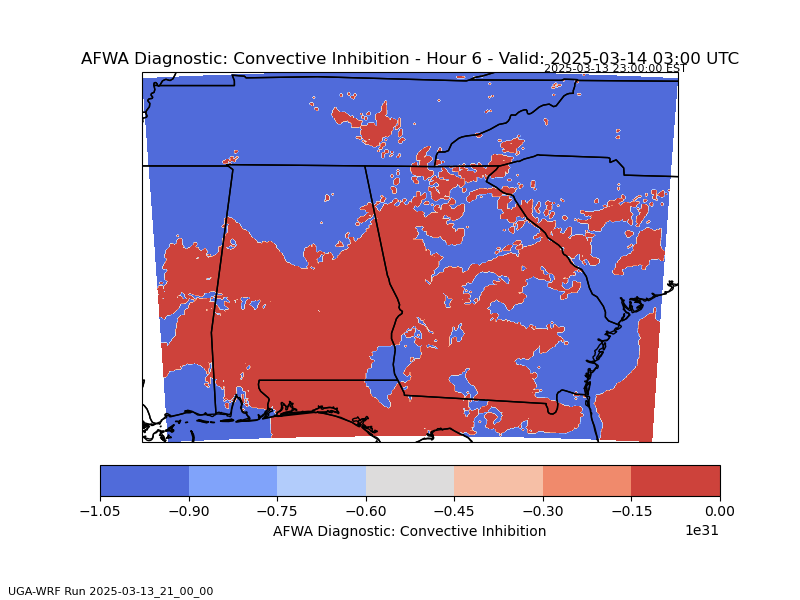 AFWA Diagnostic: Convective Inhibition - Hour 6 - Valid: 2025-03-14 03:00 UTC
2025-03-13 23:00:00 EST
−1.05 −0.90 −0.75 −0.60 −0.45 −0.30 −0.15 0.00
AFWA Diagnostic: Convective Inhibition 1e31
UGA-WRF Run 2025-03-13_21_00_00